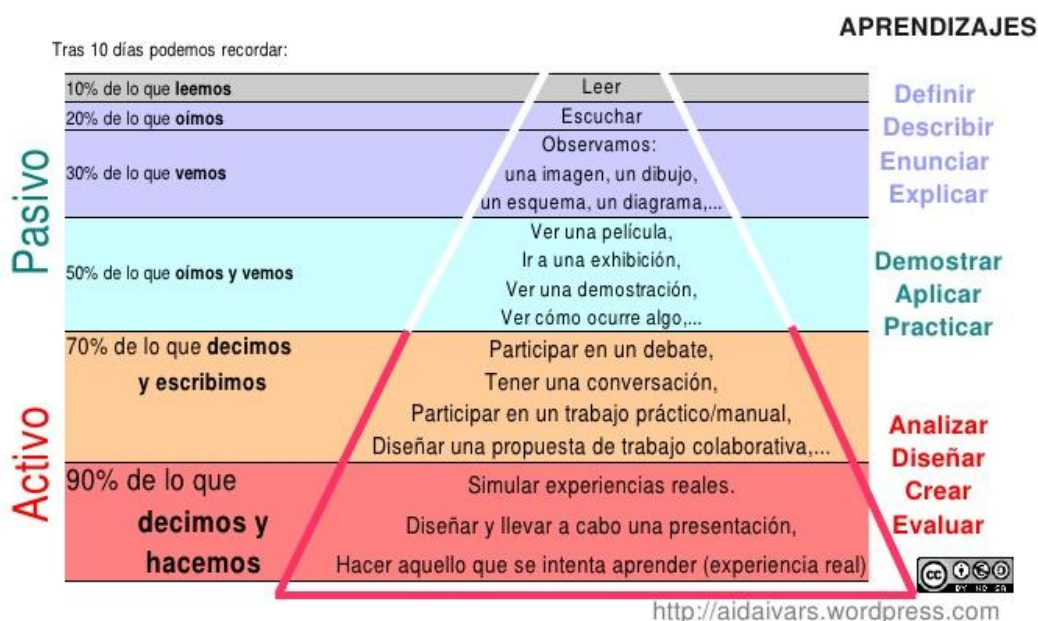 APRENDIZAJES
Tras 10 días podemos recordar:
10% de lo que leemos
Leer
20% de lo que oímos
Escuchar
30% de lo que vemos
Observamos:
una imagen, un dibujo,
un esquema, un diagrama,...
Definir
Describir
Enunciar
Explicar
Pasivo
50% de lo que oímos y vemos
Ver una película,
Ir a una exhibición,
Ver una demostración,
Ver cómo ocurre algo,...
Demostrar
Aplicar
Practicar
70% de lo que decimos
y escribimos
Participar en un debate,
Tener una conversación,
Participar en un trabajo práctico/manual,
Diseñar una propuesta de trabajo colaborativa,...
Activo
90% de lo que
decimos y
hacemos
Simular experiencias reales.
Diseñar y llevar a cabo una presentación,
Hacer aquello que se intenta aprender (experiencia real)
Analizar
Diseñar
Crear
Evaluar
cc
BY NC SA
http://aidaivars.wordpress.com